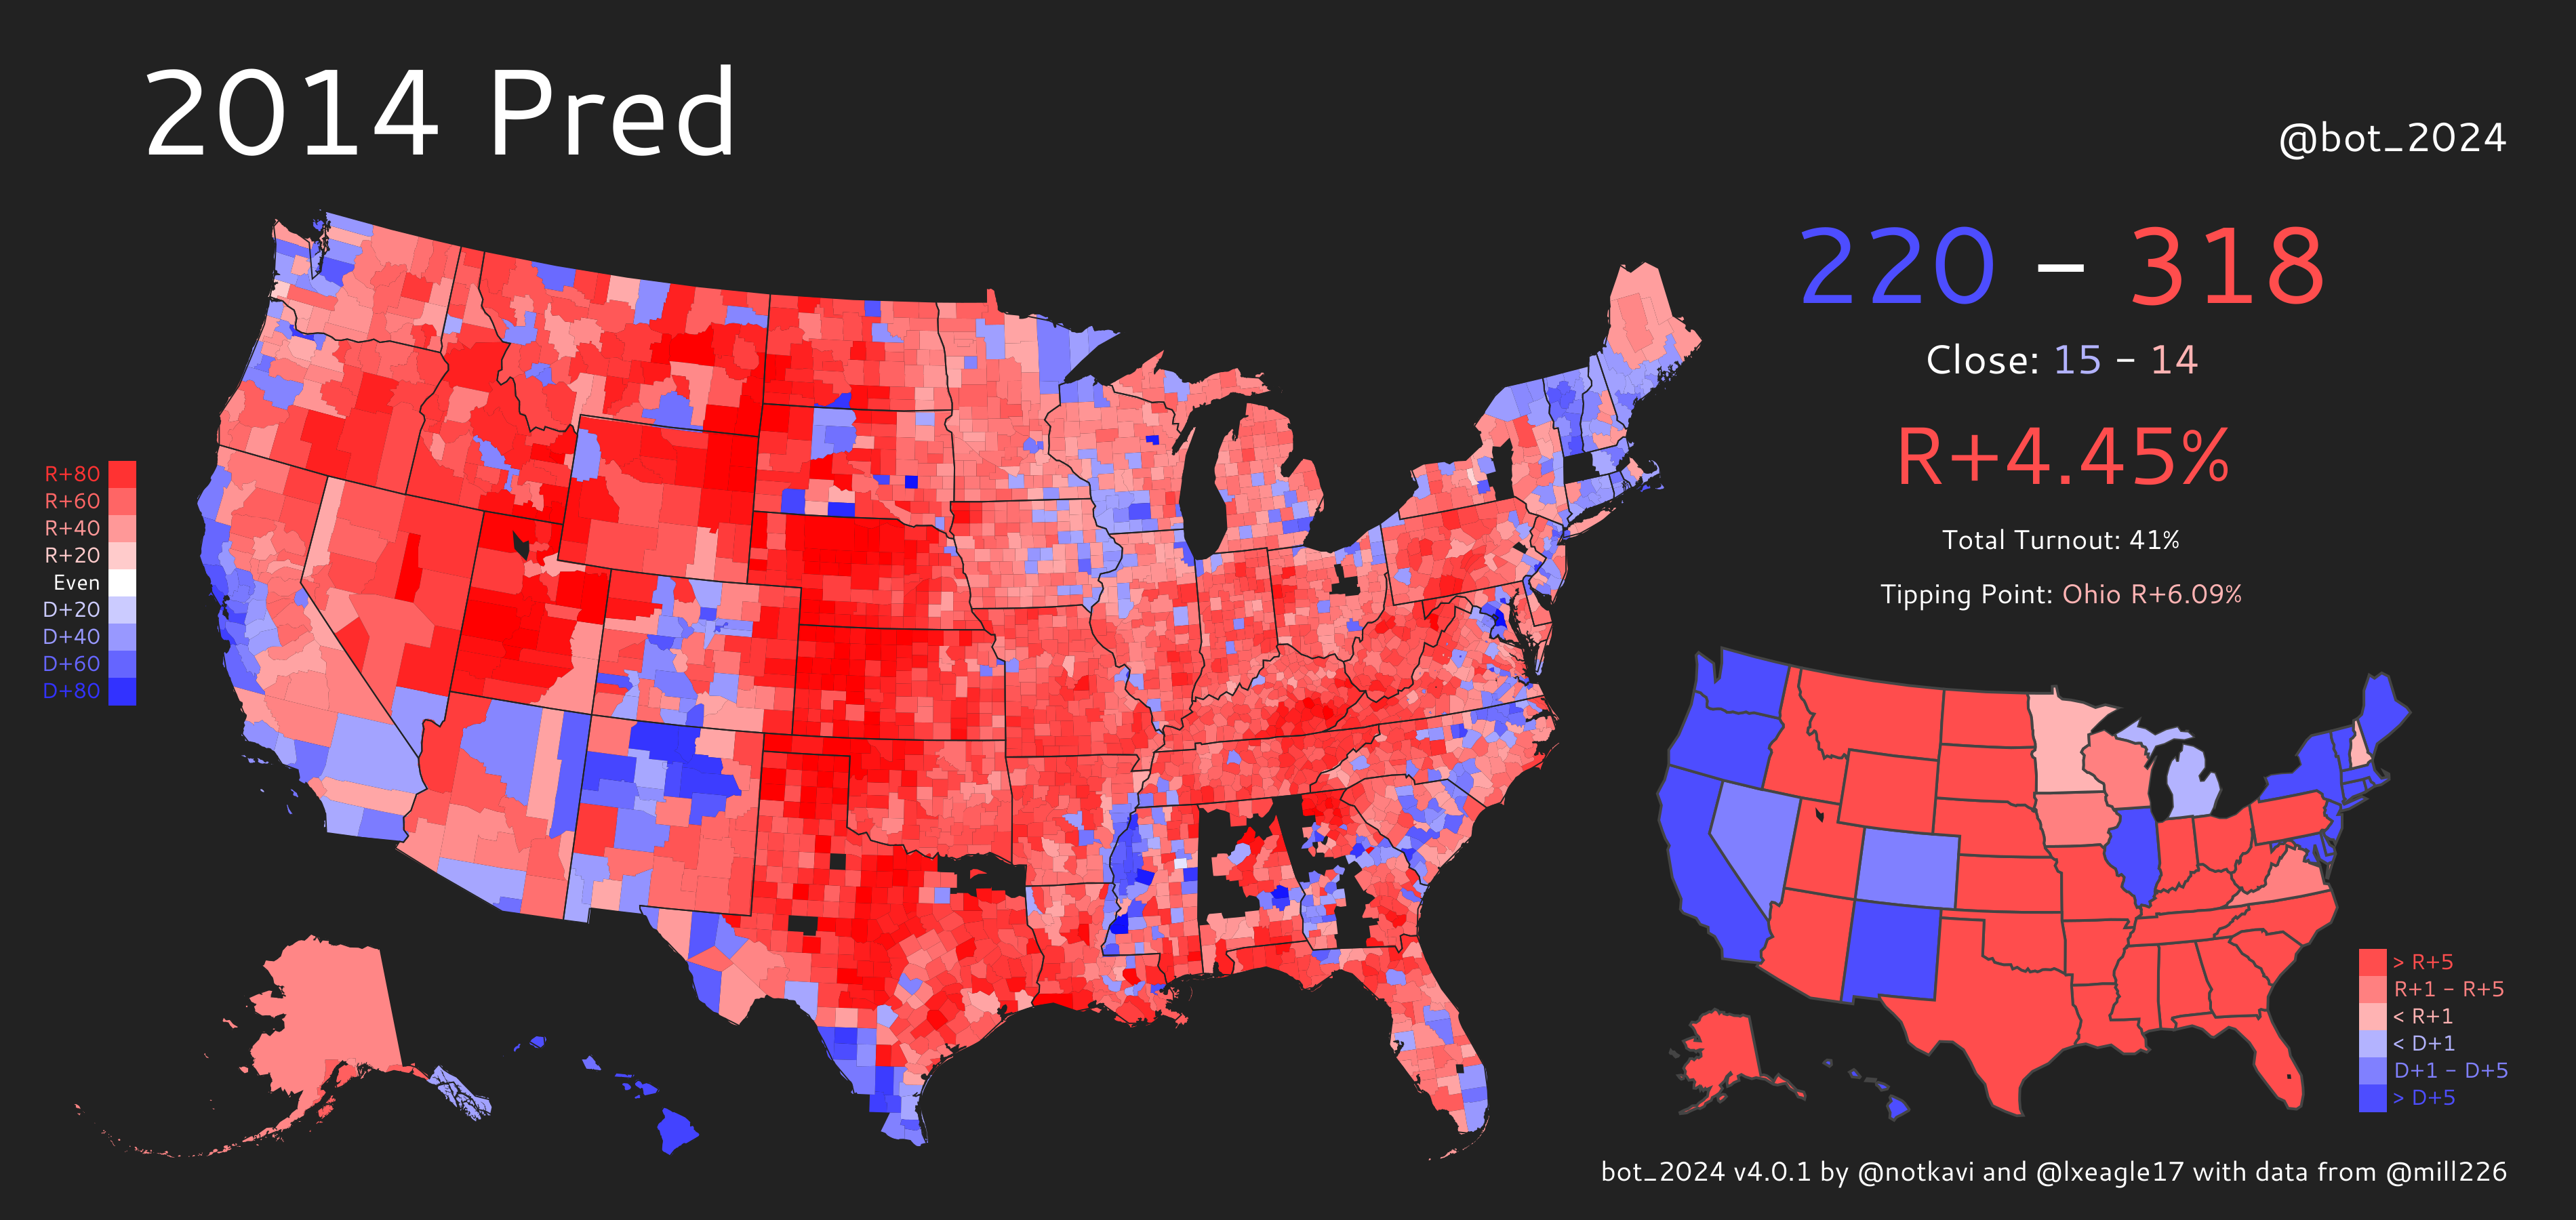 2014 Pred
@bot_2024
220 – 318
Close: 15 – 14
R+4.45%
Total Turnout: 41%
Tipping Point: Ohio R+6.09%
R+80
R+60
R+40
R+20
Even
D+20
D+40
D+60
D+80
> R+5
R+1 – R+5
< R+1
< D+1
D+1 – D+5
> D+5
bot_2024 v4.0.1 by @notkavi and @lxeagle17 with data from @mill226